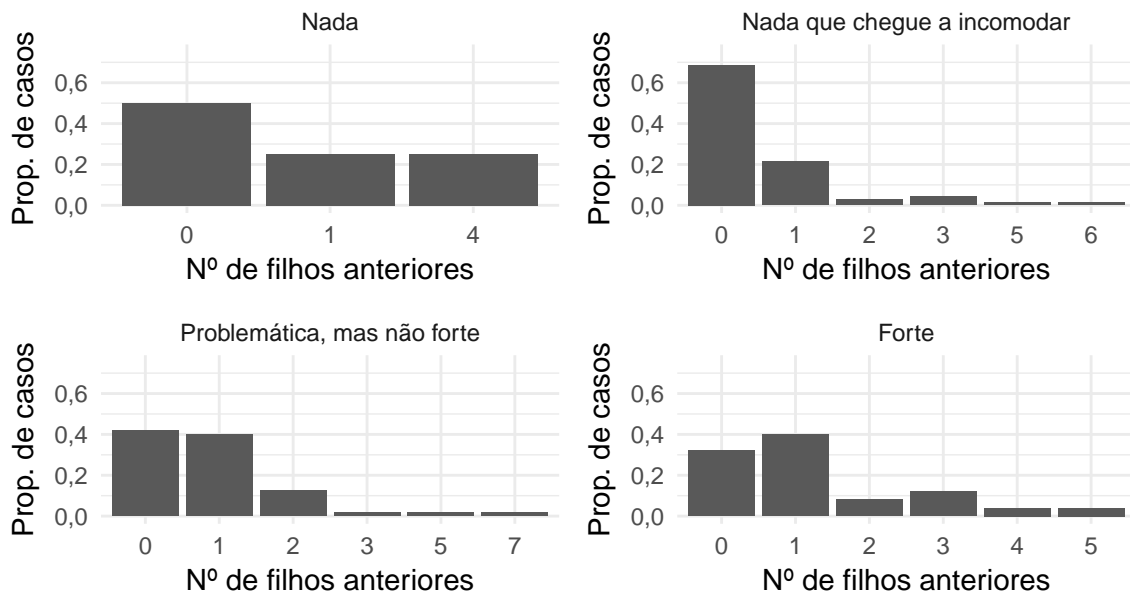 Nada
Prop. de casos
0,6
0,4
0,2
0,0
0 1 4
Nº de filhos anteriores
Nada que chegue a incomodar
Prop. de casos
0,6
0,4
0,2
0,0
0 1 2 3 5 6
Nº de filhos anteriores
Problemática, mas não forte
Prop. de casos
0,6
0,4
0,2
0,0
0 1 2 3 5 7
Nº de filhos anteriores
Forte
Prop. de casos
0,6
0,4
0,2
0,0
0 1 2 3 4 5
Nº de filhos anteriores